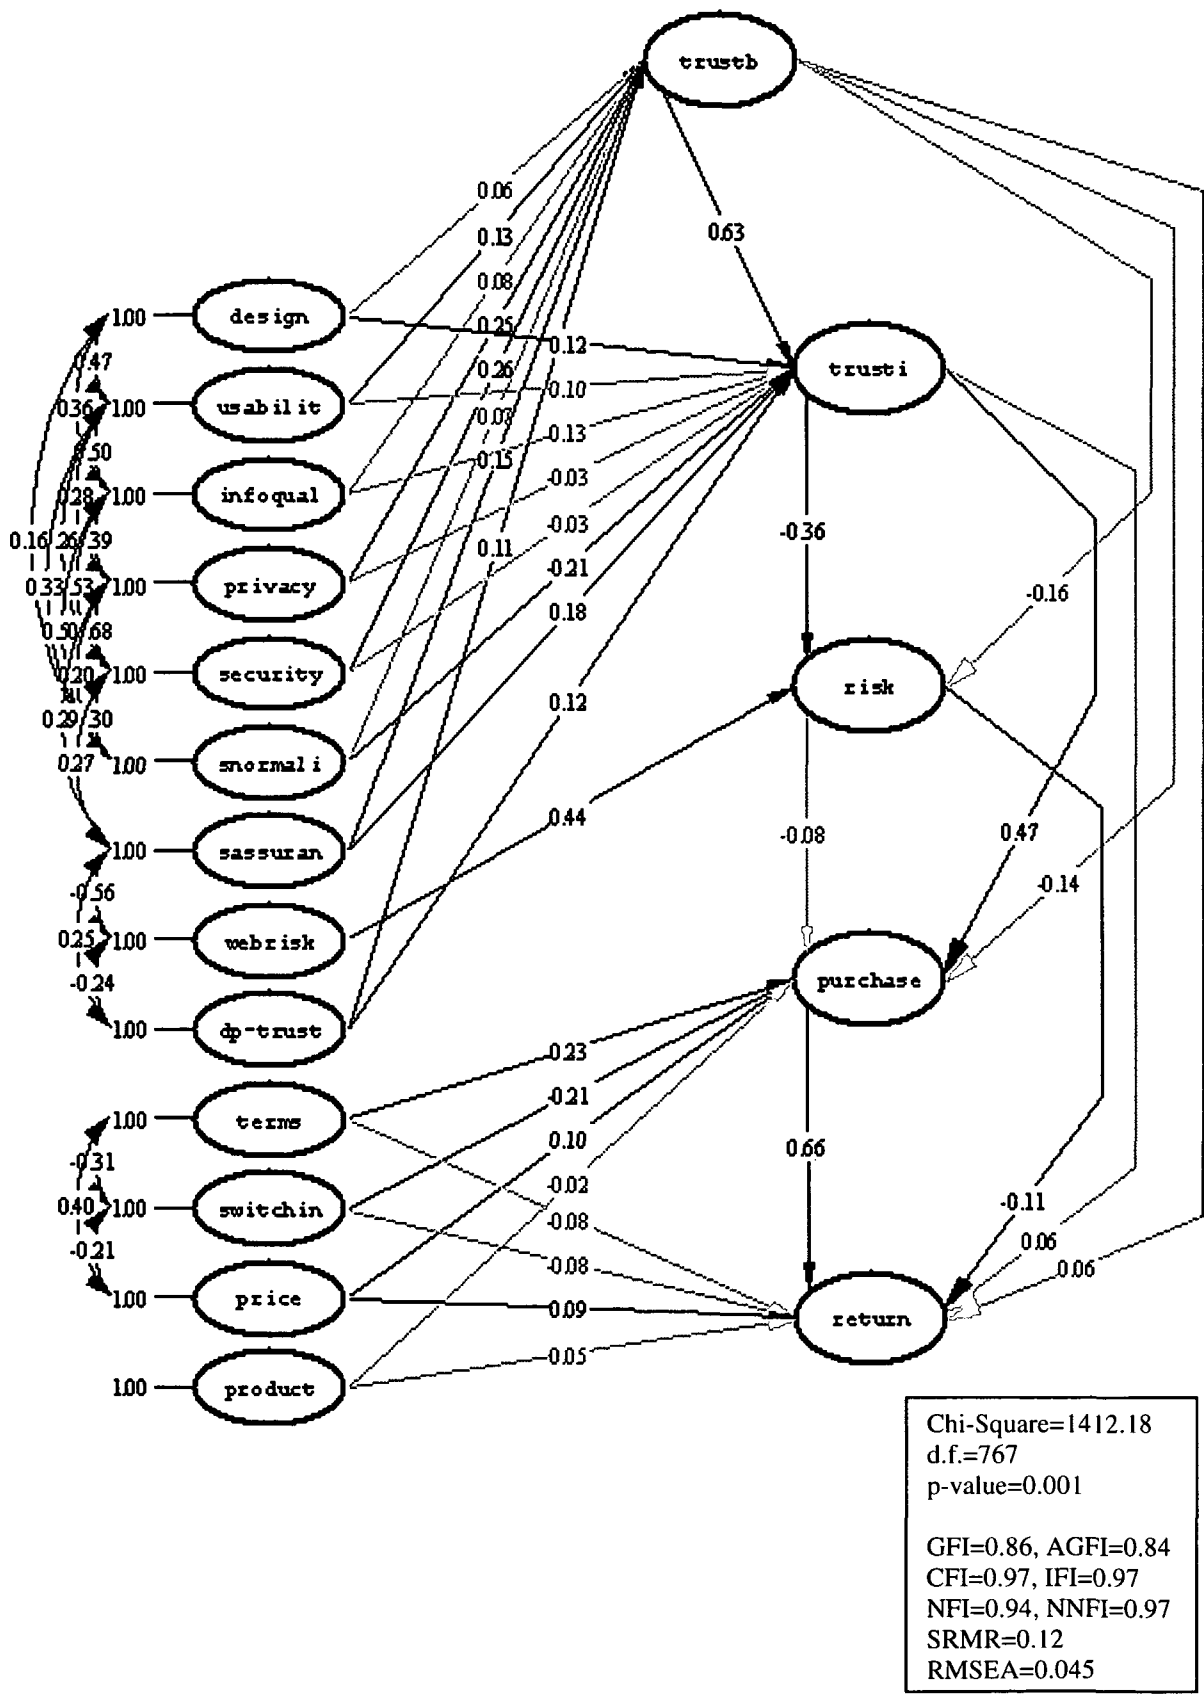 trustb
0.06
0.13
0.63
0.08
1.00
design
0.47
0.25
0.12
0.26
trusti
0.10
0.36
1.00
usabilit
0.03
-0.13
0.50
0.15
0.28
1.00
infoqual
-0.03
-0.03
-0.36
0.16
.26
.39
0.11
-0.21
1.00
privacy
0.33
.53
-0.16
0.18
0.50
.68
0.20
1.00
security
risk
0.12
0.29
.30
0.27
1.00
snormali
0.44
-0.08
0.47
1.00
sassuran
-0.14
-0.56
0.25
1.00
webrisk
purchase
-0.24
1.00
dp-trust
0.23
-0.21
1.00
terms
0.10
0.66
-0.31
-0.02
0.40
1.00
switchin
-0.11
-0.08
0.06
-0.21
-0.08
0.06
1.00
price
0.09
return
0.05
1.00
product
Chi-Square=1412.18
d.f.=767
p-value=0.001
GFI=0.86, AGFI=0.84
CFI=0.97, IFI=0.97
NFI=0.94, NNFI=0.97
SRMR=0.12
RMSEA=0.045